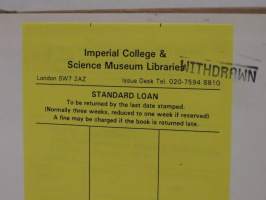 Imperial College &
Science Museum Libraries
WITHDRAWN
London SW7 2AZ Issue Desk Tel. 020-7594 8810
STANDARD LOAN
To be returned by the last date stamped.
(Normally three weeks, reduced to one week if reserved)
A fine may be charged if the book is returned late.